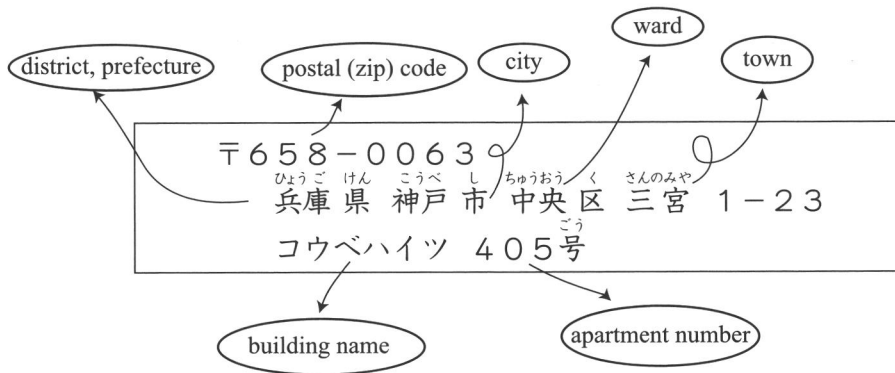 ward
district, prefecture
postal (zip) code
city
town
〒658-0063
ひょうご けん こうべ し ちゅうおう く さんのみや
兵庫 県 神戸 市 中央 区 三宮 1-23
ごう
コウベハイツ 405号
building name
apartment number